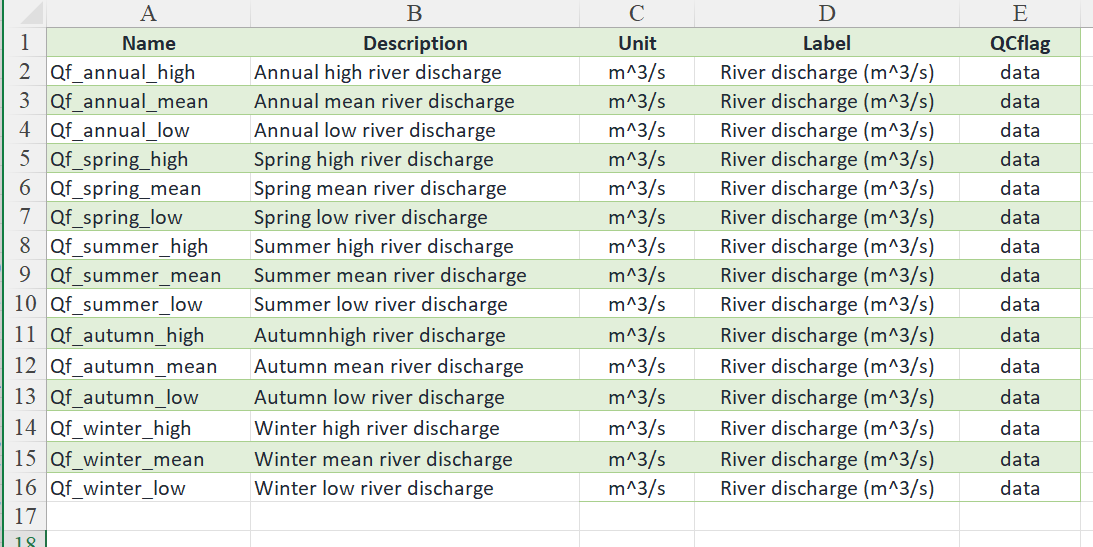 A B C D E
1 Name Description Unit Label QCflag
2 Qf_annual_high Annual high river discharge m^3/s River discharge (m^3/s) data
3 Qf_annual_mean Annual mean river discharge m^3/s River discharge (m^3/s) data
4 Qf_annual_low Annual low river discharge m^3/s River discharge (m^3/s) data
5 Qf_spring_high Spring high river discharge m^3/s River discharge (m^3/s) data
6 Qf_spring_mean Spring mean river discharge m^3/s River discharge (m^3/s) data
7 Qf_spring_low Spring low river discharge m^3/s River discharge (m^3/s) data
8 Qf_summer_high Summer high river discharge m^3/s River discharge (m^3/s) data
9 Qf_summer_mean Summer mean river discharge m^3/s River discharge (m^3/s) data
10 Qf_summer_low Summer low river discharge m^3/s River discharge (m^3/s) data
11 Qf_autumn_high Autumnhigh river discharge m^3/s River discharge (m^3/s) data
12 Qf_autumn_mean Autumn mean river discharge m^3/s River discharge (m^3/s) data
13 Qf_autumn_low Autumn low river discharge m^3/s River discharge (m^3/s) data
14 Qf_winter_high Winter high river discharge m^3/s River discharge (m^3/s) data
15 Qf_winter_mean Winter mean river discharge m^3/s River discharge (m^3/s) data
16 Qf_winter_low Winter low river discharge m^3/s River discharge (m^3/s) data
17
18